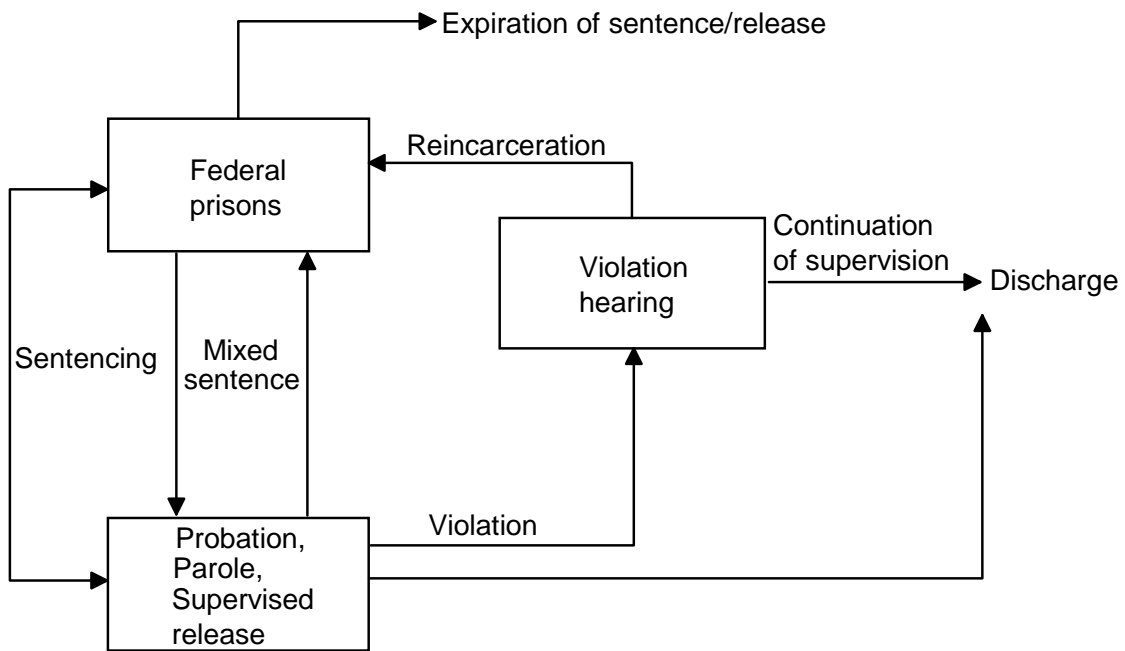 Expiration of sentence/release
Reincarceration
Federal
prisons
Continuation
of supervision
Violation
hearing
Discharge
Sentencing
Mixed
sentence
Violation
Probation,
Parole,
Supervised
release